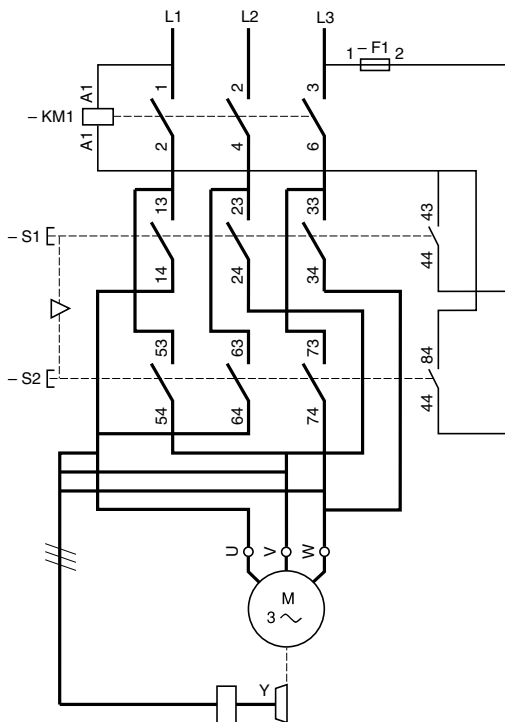 L1 L2 L3
1 – F1 2
A1 1 2 3
– KM1
A1 2 4 6
13 23 33 43
– S1
14 24 34 44
53 63 73 84
– S2
54 64 74 44
U V W
M
3 ~
Y